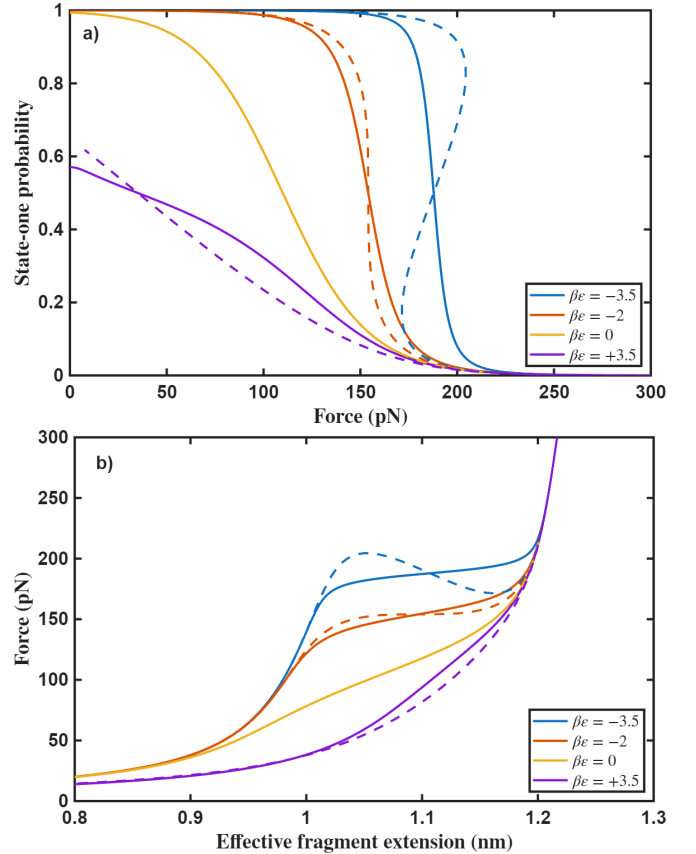 a)
State-one probability
1
0.8
0.6
0.4
0.2
0
βε = −3.5
βε = −2
βε = 0
βε = +3.5
0 50 100 150 200 250 300
Force (pN)
b)
Force (pN)
300
250
200
150
100
50
0
βε = −3.5
βε = −2
βε = 0
βε = +3.5
0.8 0.9 1 1.1 1.2 1.3
Effective fragment extension (nm)